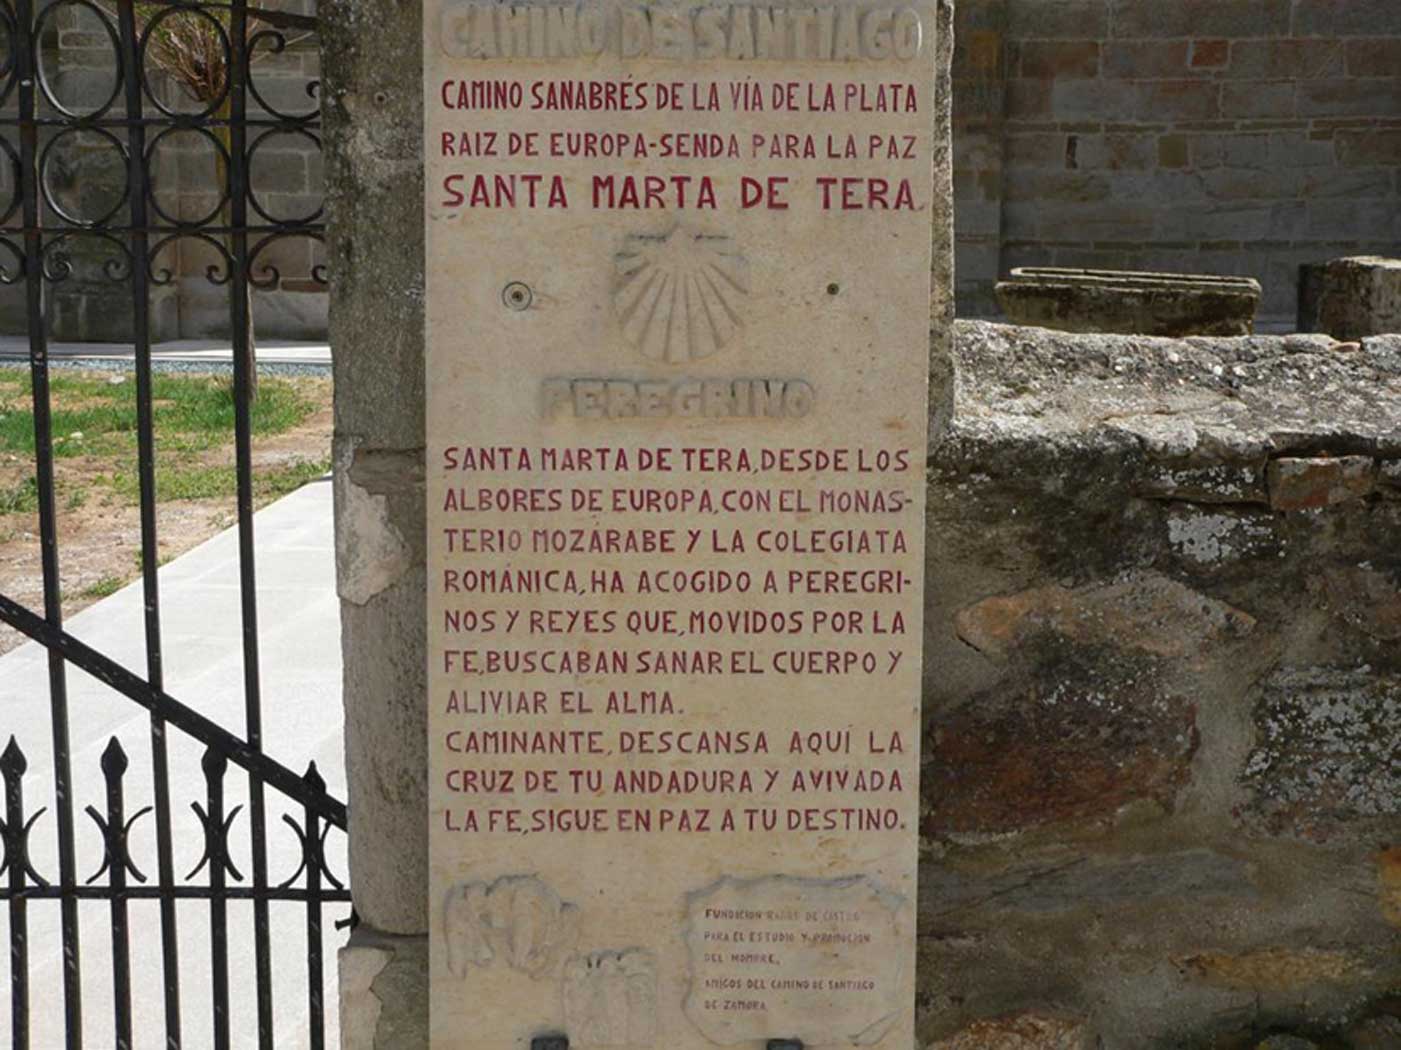 CAMINO DE SANTIAGO
CAMINO SANABRÉS DE LA VÍA DE LA PLATA
RAIZ DE EUROPA-SENDA PARA LA PAZ
SANTA MARTA DE TERA
PEREGRINO
SANTA MARTA DE TERA, DESDE LOS
ALBORES DE EUROPA, CON EL MONAS-
TERIO MOZÁRABE Y LA COLEGIATA
ROMÁNICA, HA ACOGIDO A PEREGRI-
NOS Y REYES QUE, MOVIDOS POR LA
FE, BUSCABAN SANAR EL CUERPO Y
ALIVIAR EL ALMA.
CAMINANTE, DESCANSA AQUÍ LA
CRUZ DE TU ANDADURA Y AVIVADA
LA FE, SIGUE EN PAZ A TU DESTINO.
FUNDICION DE
PARA EL ESTUDIO Y PROMOCION
DEL HOMBRE.
AMIGOS DEL CAMINO DE SANTIAGO
DE ZAMORA